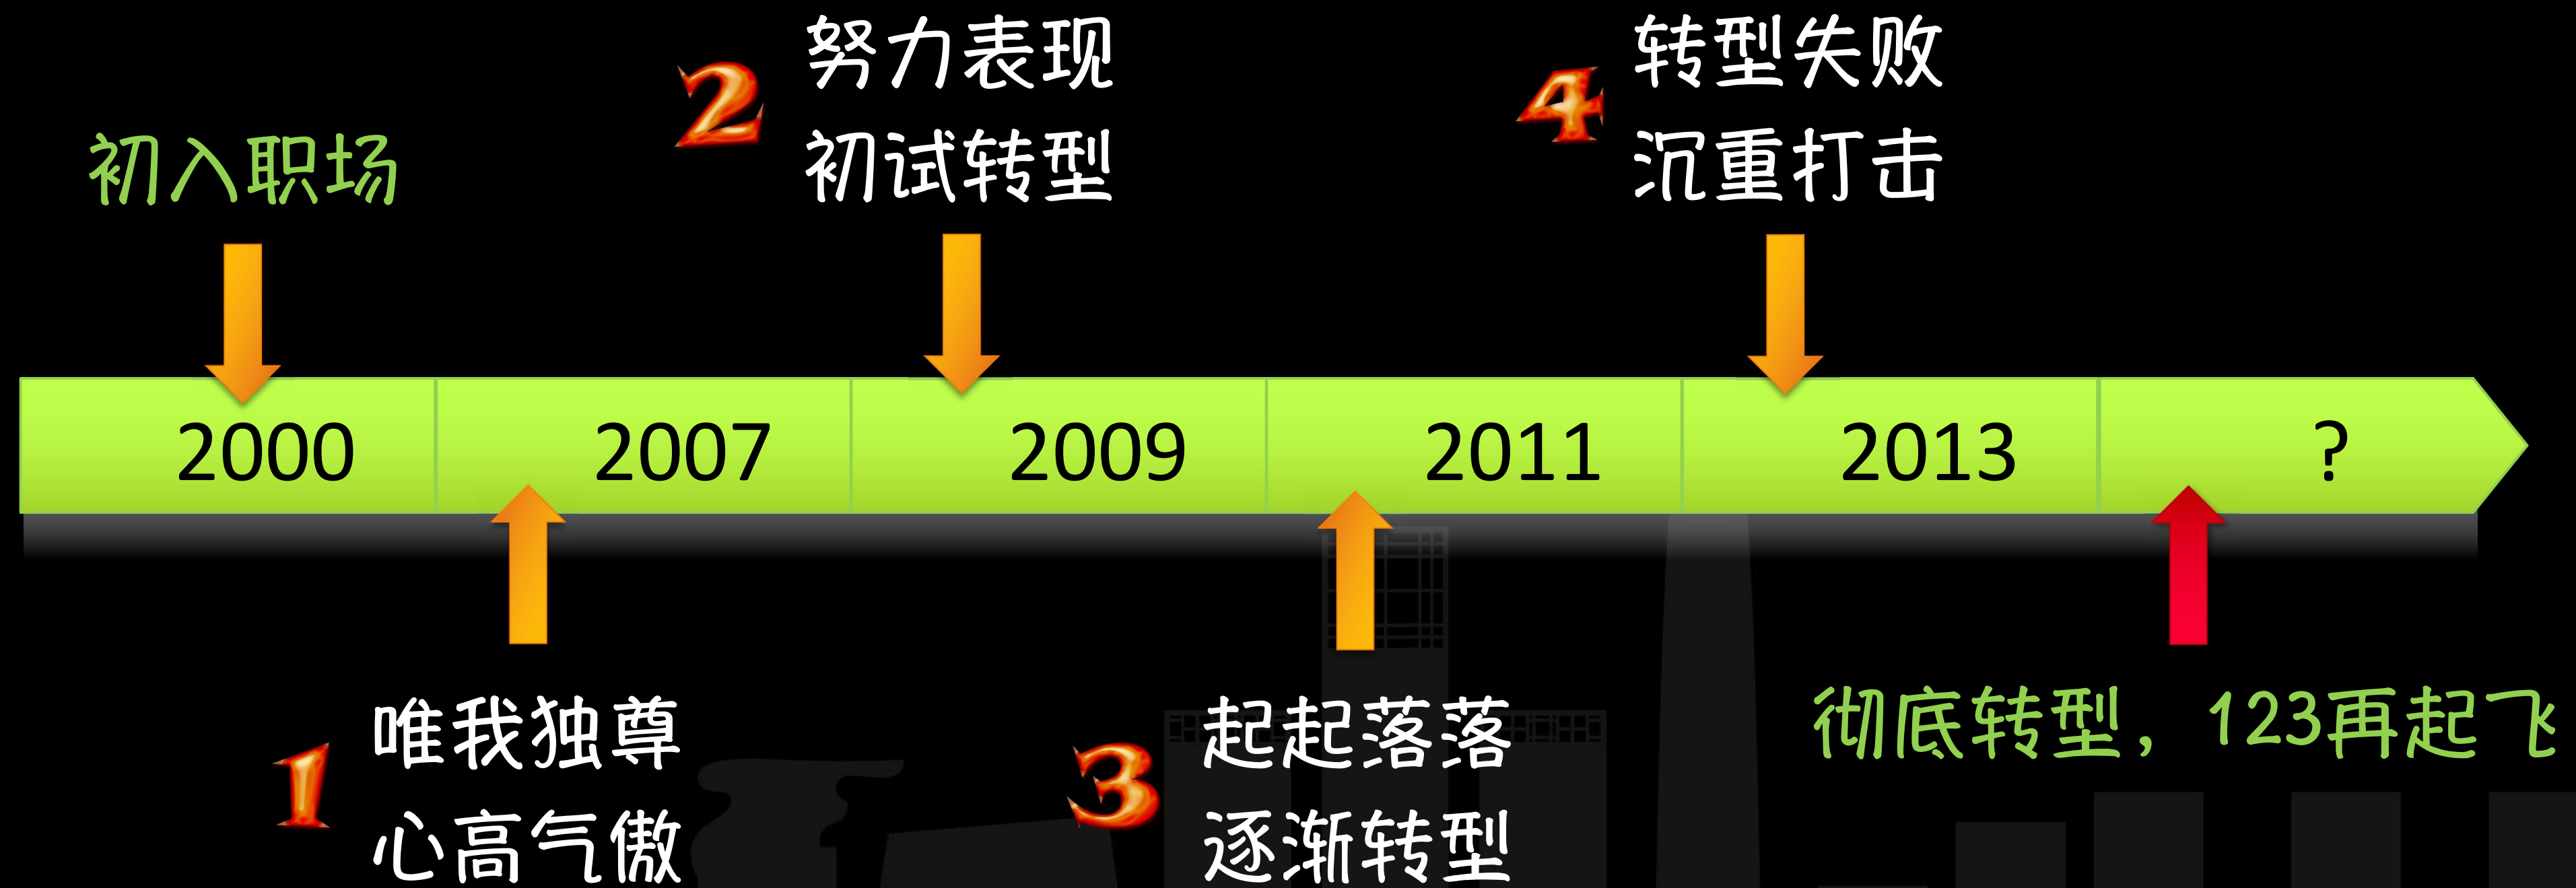 2
努力表现
初试转型
4
转型失败
沉重打击
初入职场
2000
2007
2009
2011
2013
?
1
唯我独尊
心高气傲
3
起起落落
逐渐转型
彻底转型，123再起飞